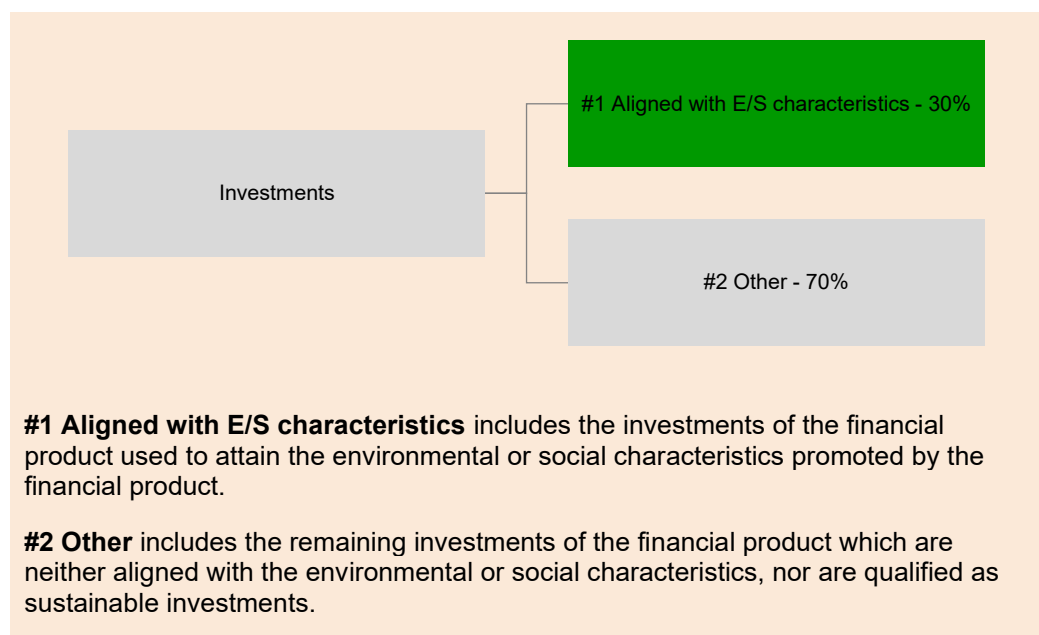 #1 Aligned with E/S characteristics - 30%
Investments
#2 Other - 70%
#1 Aligned with E/S characteristics includes the investments of the financial
product used to attain the environmental or social characteristics promoted by the
financial product.
#2 Other includes the remaining investments of the financial product which are
neither aligned with the environmental or social characteristics, nor are qualified as
sustainable investments.